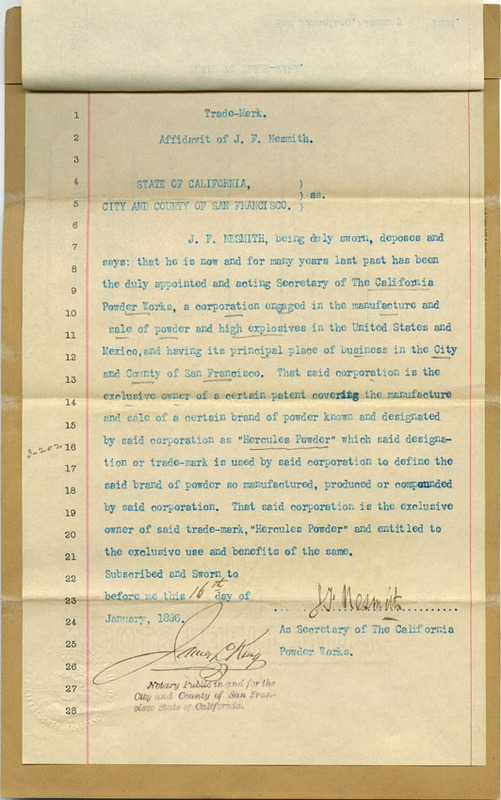 Trade-Mark.
1
Affidavit of J. F. Nesmith.
2
3
STATE OF CALIFORNIA, )
4
) ss.
CITY AND COUNTY OF SAN FRANCISCO. )
5
6
J. F. NESMITH, being duly sworn, deposes and
7
says: that he is now and for many years last past has been
8
the duly appointed and acting Secretary of The California
9
Powder Works, a corporation engaged in the manufacture and
10
sale of powder and high explosives in the United States and
11
Mexico,and having its principal place of business in the City
12
and County of San Francisco. That said corporation is the
13
exclusive owner of a certain patent covering the manufacture
14
and sale of a certain brand of powder known and designated
15
by said corporation as "Hercules Powder" which said designa-
3-202
16
tion or trade-mark is used by said corporation to define the
17
said brand of powder so manufactured, produced or compounded
18
by said corporation. That said corporation is the exclusive
19
owner of said trade-mark,"Hercules Powder" and entitled to
20
the exclusive use and benefits of the same.
21
Subscribed and Sworn to
22
before me this 16th day of
23
J. F. Nesmith
January, 1896.
24
As Secretary of The California
25
Powder Works.
26
Notary Public in and for the
27
City and County of San Fran-
cisco State of California.
28